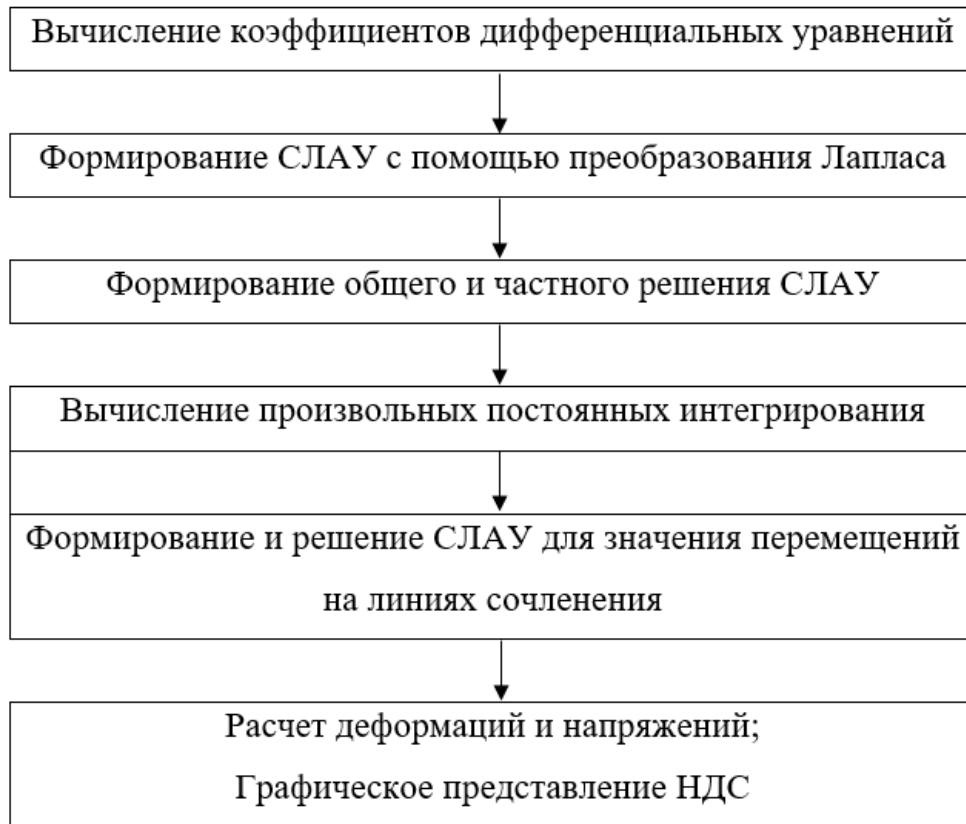 Вычисление коэффициентов дифференциальных уравнений
Формирование СЛАУ с помощью преобразования Лапласа
Формирование общего и частного решения СЛАУ
Вычисление произвольных постоянных интегрирования
Формирование и решение СЛАУ для значения перемещений
на линиях сочленения
Расчет деформаций и напряжений;
Графическое представление НДС